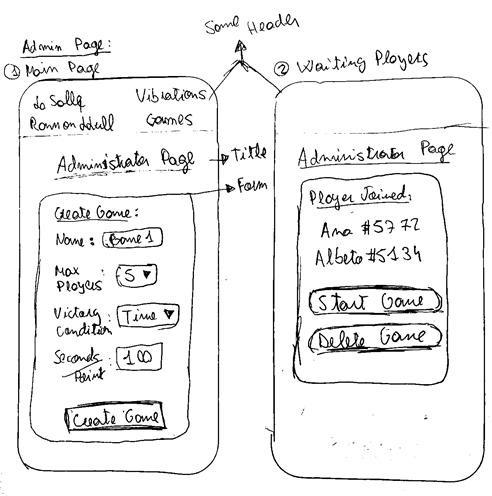 Admin Page:
① Main Page
Some Header
② Waiting Players
La Salle
Ramon Llull
Vibrations
Games
Administrator Page
Title
Form
Create Game:
Name: Game 1
Max Players: 5 ▼
Victory Condition: Time ▼
Seconds/Point: 100
Create Game
Administrator Page
Player Joined:
Ana #5772
Albeto #5134
Start Game
Delete Game